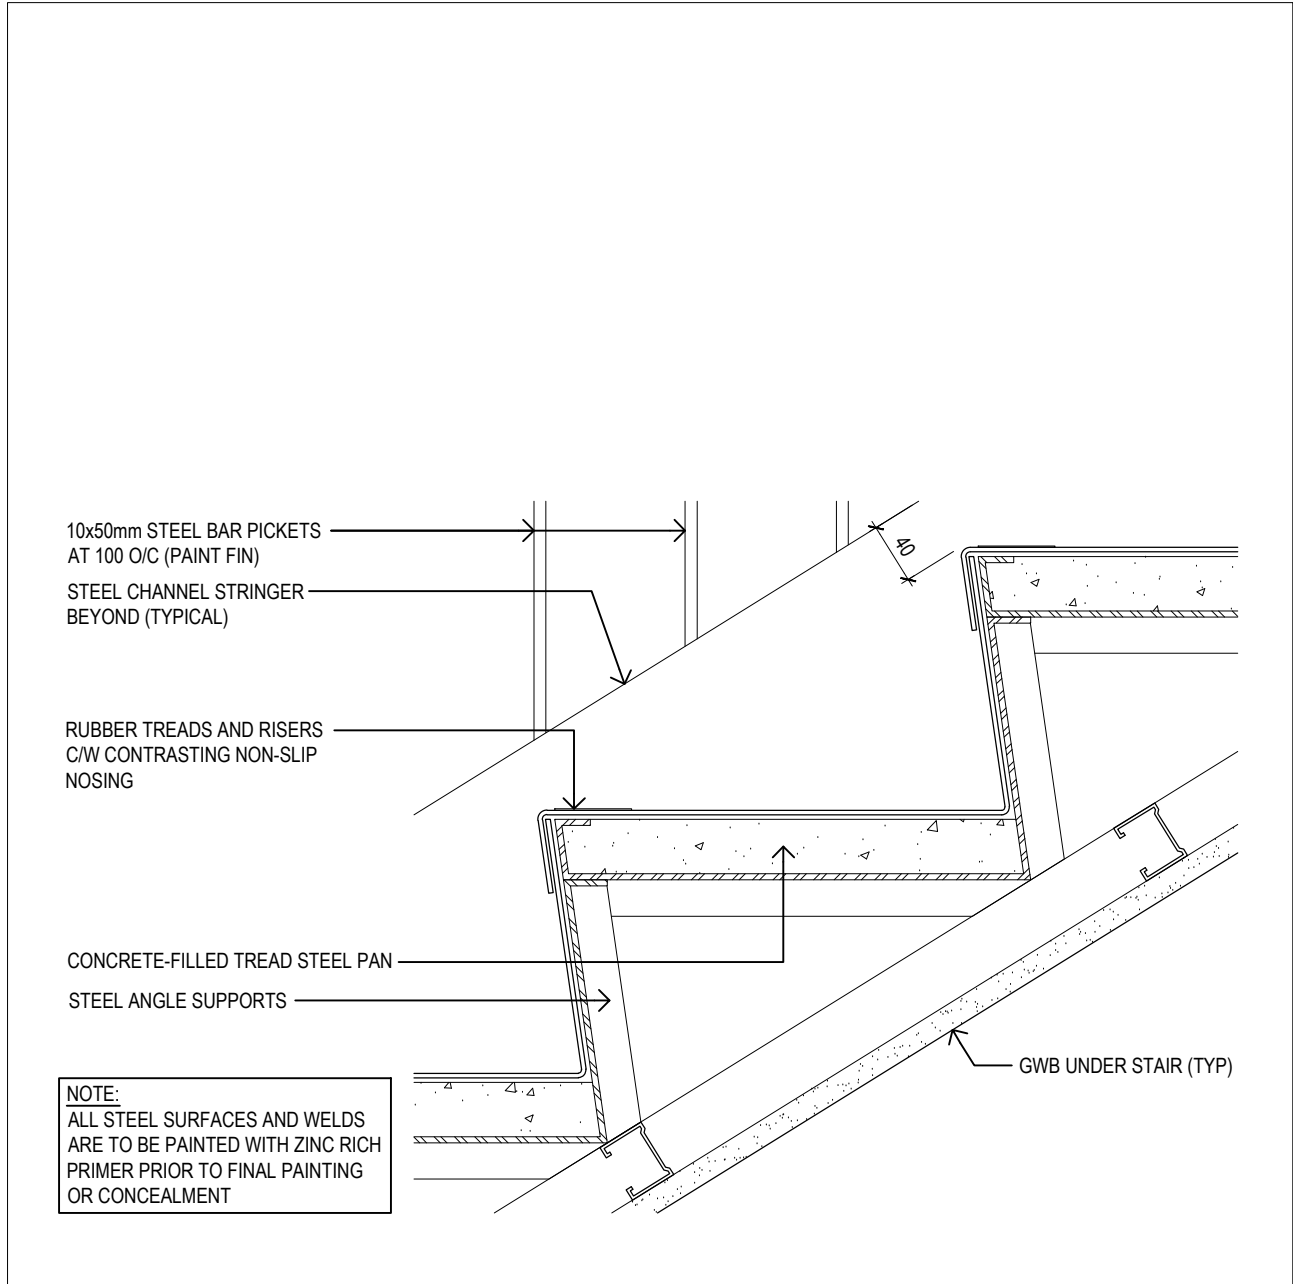 10x50mm STEEL BAR PICKETS
AT 100 O/C (PAINT FIN)
STEEL CHANNEL STRINGER
BEYOND (TYPICAL)
40
RUBBER TREADS AND RISERS
C/W CONTRASTING NON-SLIP
NOSING
CONCRETE-FILLED TREAD STEEL PAN
STEEL ANGLE SUPPORTS
GWB UNDER STAIR (TYP)
NOTE:
ALL STEEL SURFACES AND WELDS
ARE TO BE PAINTED WITH ZINC RICH
PRIMER PRIOR TO FINAL PAINTING
OR CONCEALMENT